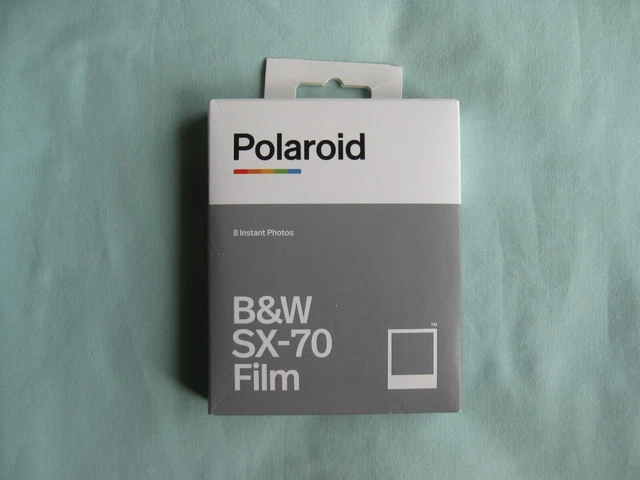 Polaroid
8 Instant Photos
B&W
SX-70
Film
TM